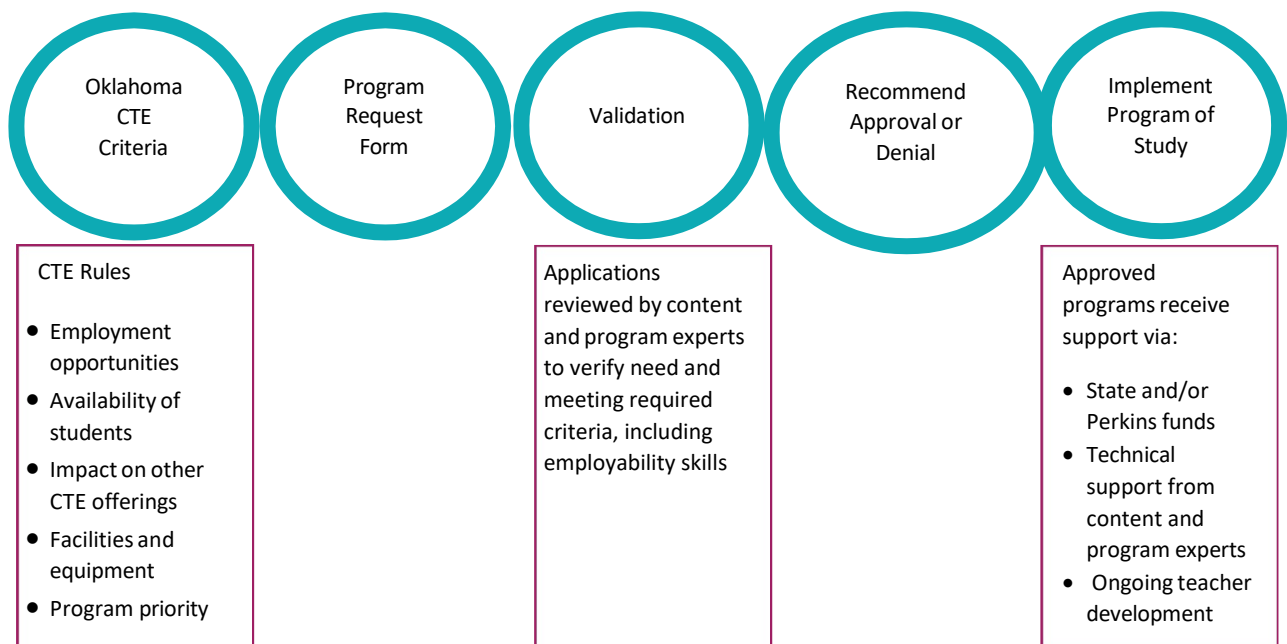 Oklahoma
CTE
Criteria
Program
Request
Form
Validation
Recommend
Approval or
Denial
Implement
Program of
Study
CTE Rules
• Employment
opportunities
• Availability of
students
• Impact on other
CTE offerings
• Facilities and
equipment
• Program priority
Applications
reviewed by content
and program experts
to verify need and
meeting required
criteria, including
employability skills
Approved
programs receive
support via:
• State and/or
Perkins funds
• Technical
support from
content and
program experts
• Ongoing teacher
development